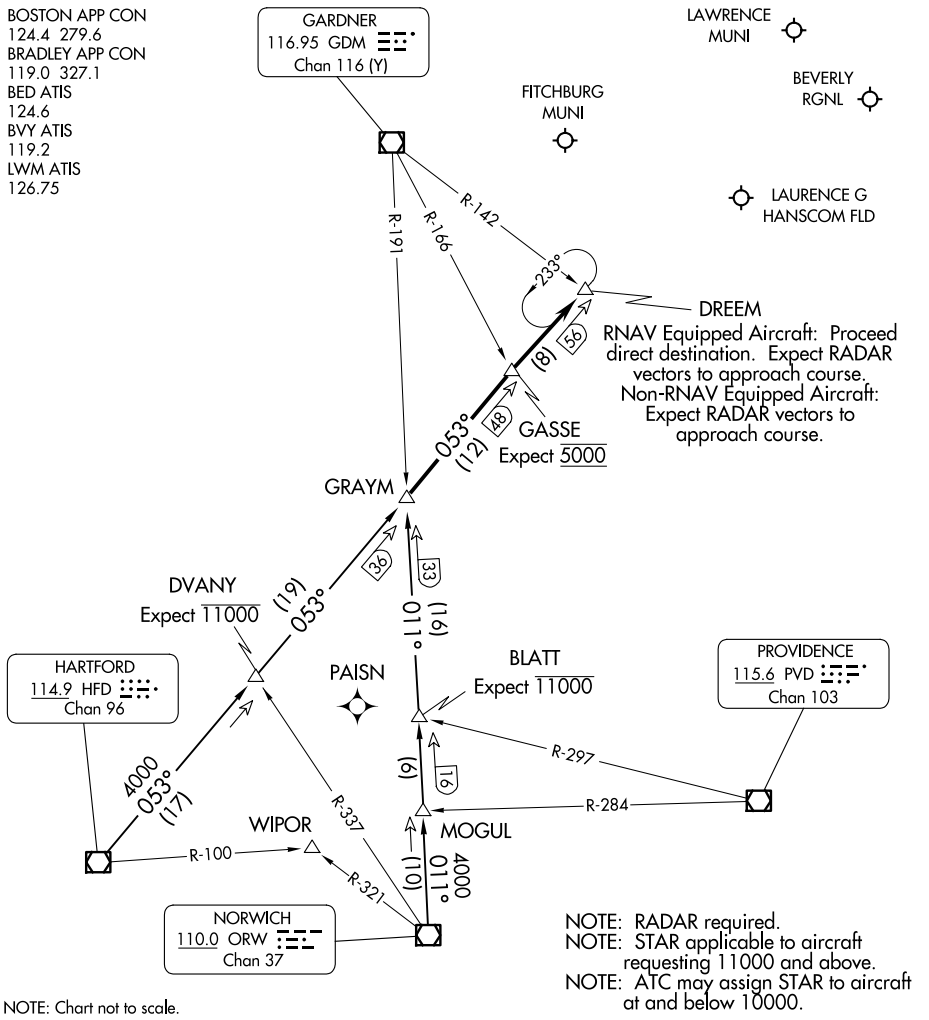 BOSTON APP CON
124.4 279.6
BRADLEY APP CON
119.0 327.1
BED ATIS
124.6
BVY ATIS
119.2
LWM ATIS
126.75
GARDNER
116.95 GDM
Chan 116 (Y)
LAWRENCE
MUNI
BEVERLY
RGNL
FITCHBURG
MUNI
LAURENCE G
HANSCOM FLD
R-142
R-166
R-191
233°
DREEM
RNAV Equipped Aircraft: Proceed
direct destination. Expect RADAR
vectors to approach course.
Non-RNAV Equipped Aircraft:
Expect RADAR vectors to
approach course.
(8)
56
GASSE
Expect 5000
48
053°
(12)
GRAYM
36
33
(19)
053°
(16)
011°
DVANY
Expect 11000
PAISN
BLATT
Expect 11000
HARTFORD
114.9 HFD
Chan 96
PROVIDENCE
115.6 PVD
Chan 103
4000
053°
(17)
R-297
R-284
(6)
16
MOGUL
R-337
WIPOR
R-100
R-321
(10)
4000
011°
NORWICH
110.0 ORW
Chan 37
NOTE: RADAR required.
NOTE: STAR applicable to aircraft
requesting 11000 and above.
NOTE: ATC may assign STAR to aircraft
at and below 10000.
NOTE: Chart not to scale.